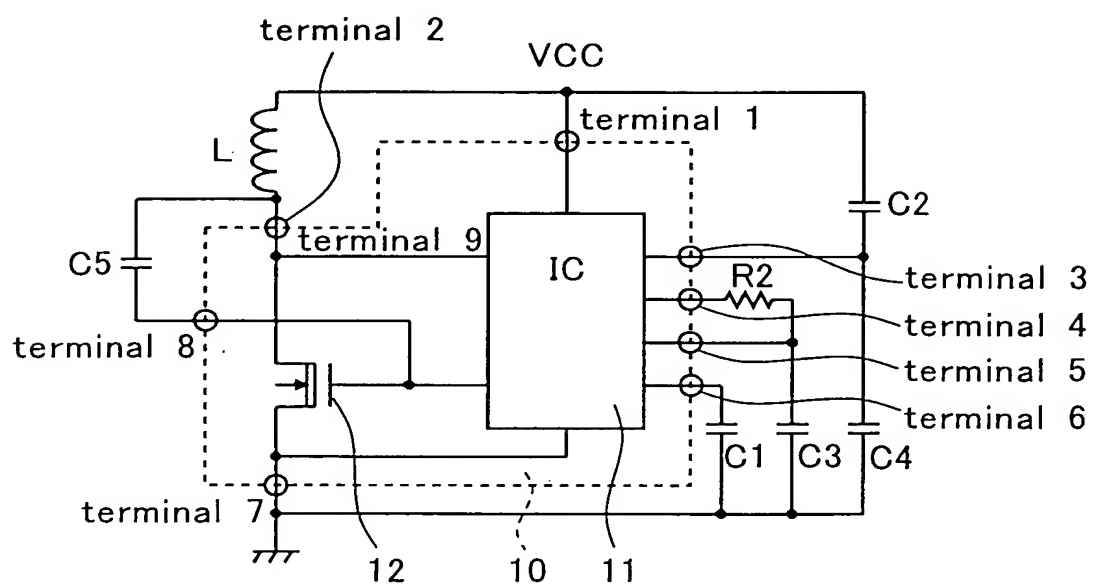 terminal 2
VCC
terminal 1
L
C2
terminal 9
C5
IC
terminal 3
R2
terminal 8
terminal 4
terminal 5
terminal 6
C1
C3
C4
terminal 7
12
10
11